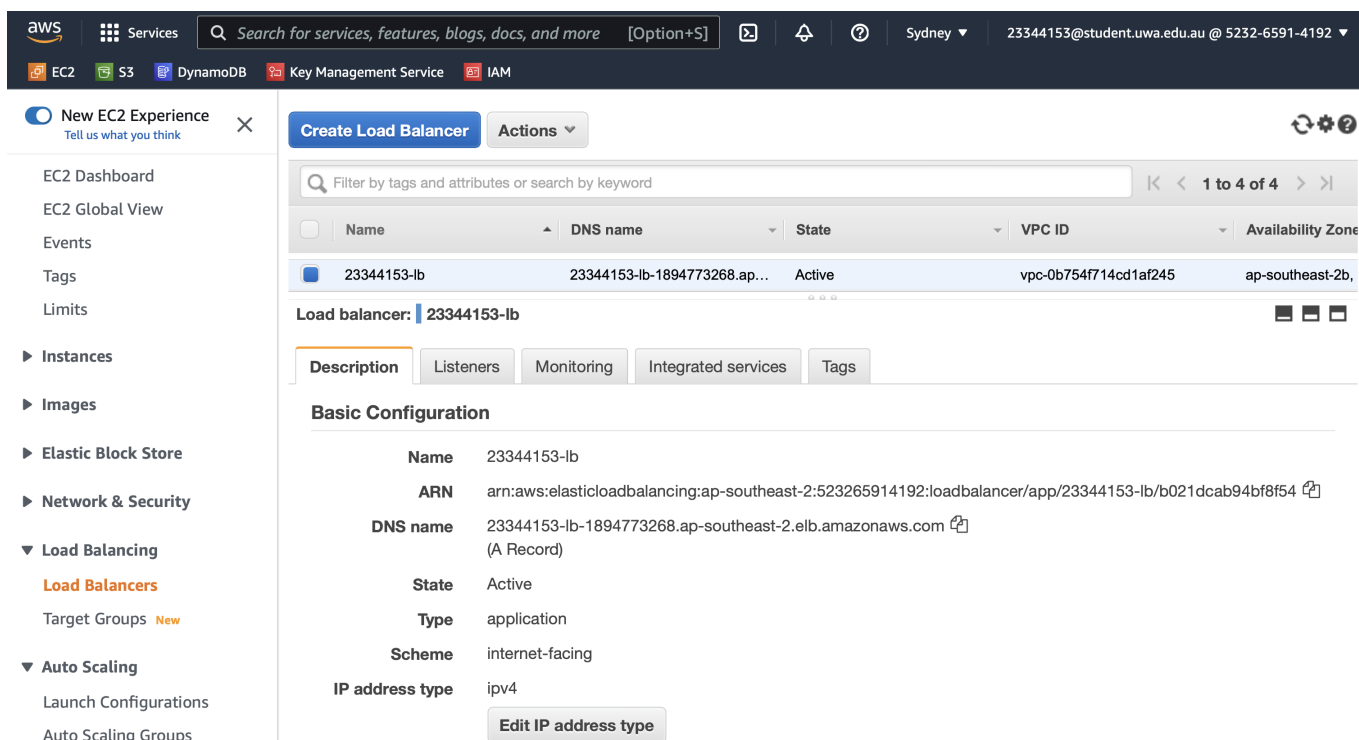 aws Services Search for services, features, blogs, docs, and more [Option+S] Sydney ▼ 23344153@student.uwa.edu.au @ 5232-6591-4192 ▼
EC2 S3 DynamoDB Key Management Service IAM
New EC2 Experience
Tell us what you think
EC2 Dashboard
EC2 Global View
Events
Tags
Limits
Instances
Images
Elastic Block Store
Network & Security
Load Balancing
Load Balancers
Target Groups New
Auto Scaling
Launch Configurations
Auto Scaling Groups
Create Load Balancer Actions
Filter by tags and attributes or search by keyword 1 to 4 of 4
Name DNS name State VPC ID Availability Zone
23344153-lb 23344153-lb-1894773268.ap... Active vpc-0b754f714cd1af245 ap-southeast-2b,
Load balancer: 23344153-lb
Description Listeners Monitoring Integrated services Tags
Basic Configuration
Name 23344153-lb
ARN arn:aws:elasticloadbalancing:ap-southeast-2:523265914192:loadbalancer/app/23344153-lb/b021dcab94bf8f54
DNS name 23344153-lb-1894773268.ap-southeast-2.elb.amazonaws.com
(A Record)
State Active
Type application
Scheme internet-facing
IP address type ipv4
Edit IP address type